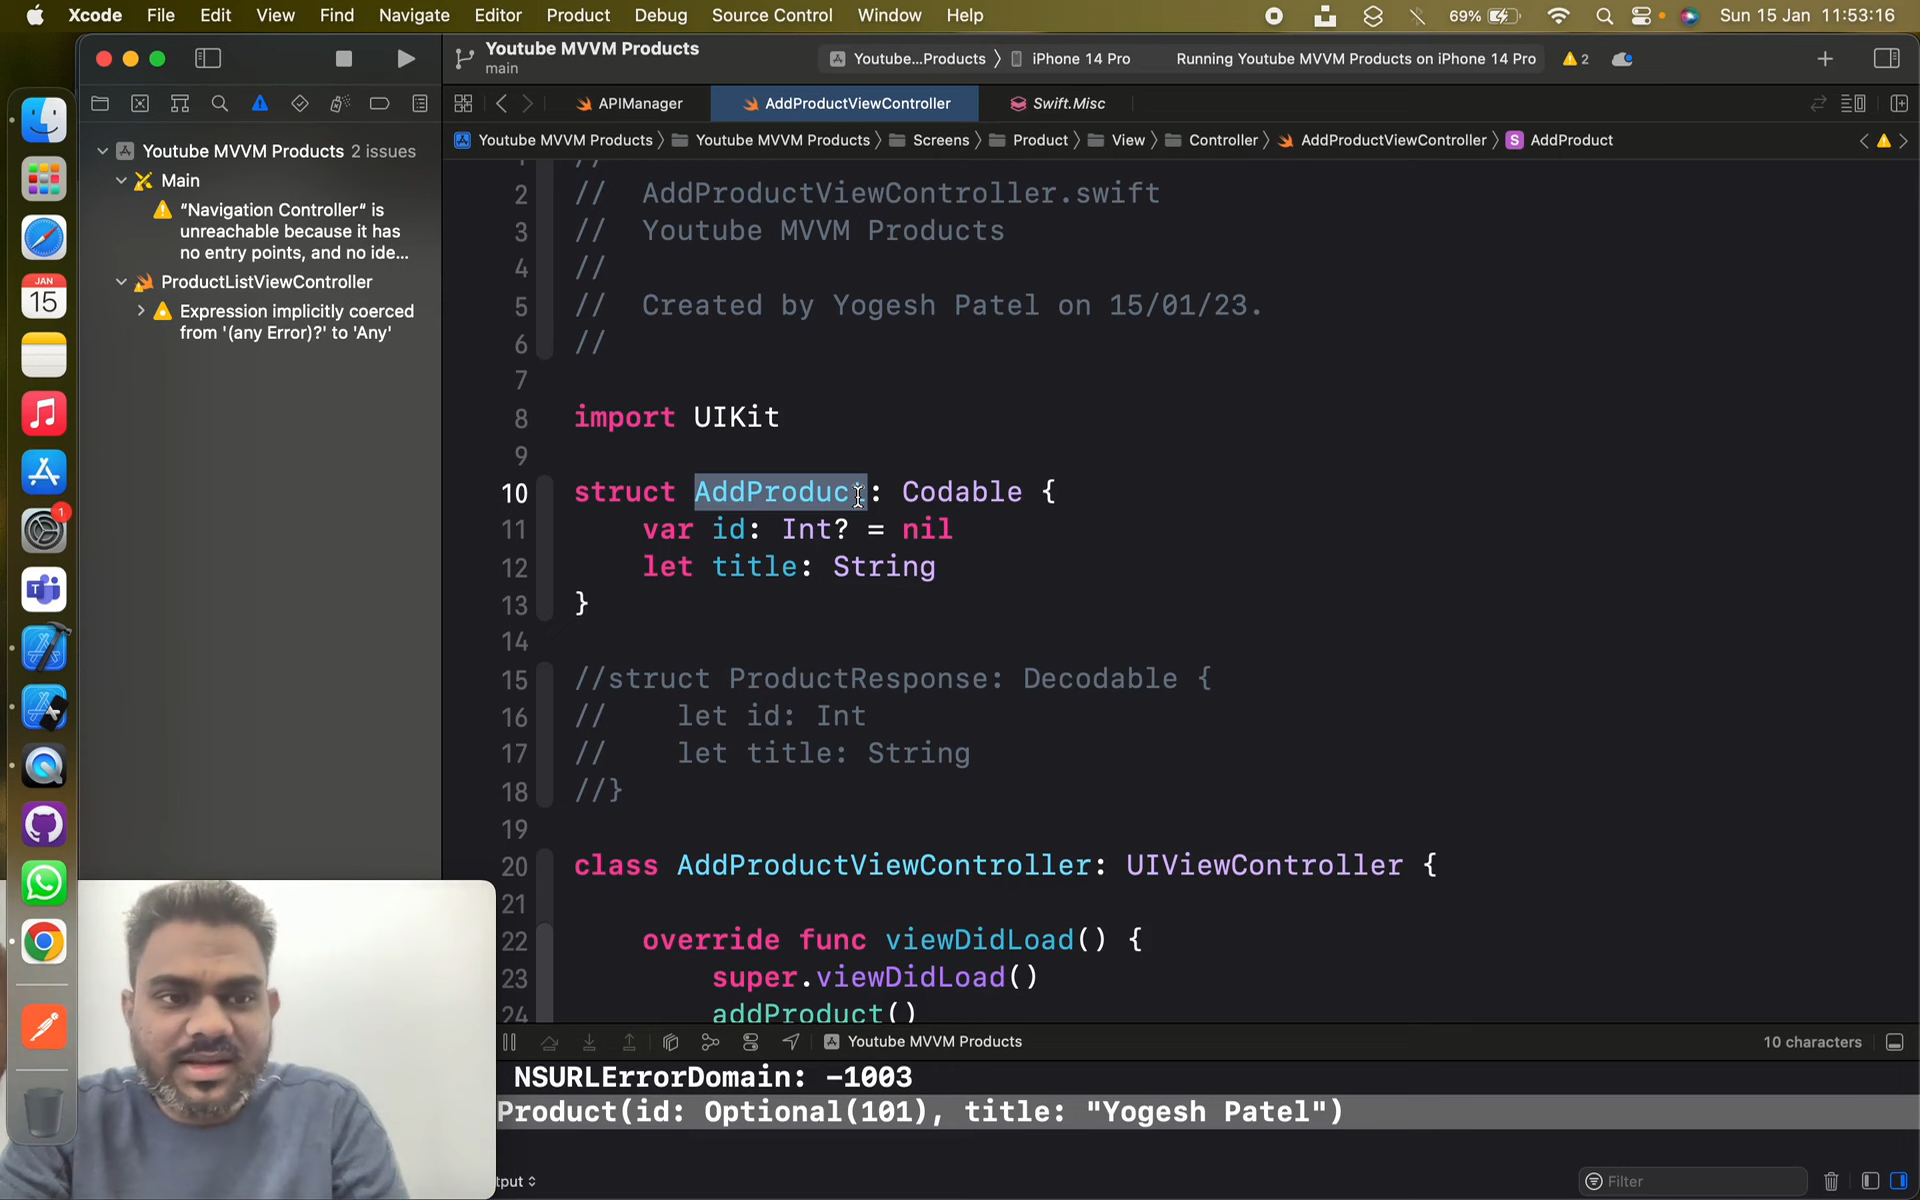 Xcode File Edit View Find Navigate Editor Product Debug Source Control Window Help 69% Sun 15 Jan 11:53:16
Youtube MVVM Products
main
Youtube...Products 〉 iPhone 14 Pro Running Youtube MVVM Products on iPhone 14 Pro 2
APIManager AddProductViewController Swift.Misc
Youtube MVVM Products 〉 Youtube MVVM Products 〉 Screens 〉 Product 〉 View 〉 Controller 〉 AddProductViewController 〉 S AddProduct
Youtube MVVM Products 2 issues
Main
"Navigation Controller" is
unreachable because it has
no entry points, and no ide...
ProductListViewController
Expression implicitly coerced
from '(any Error)?' to 'Any'
JAN
15
1
1 //
2 // AddProductViewController.swift
3 // Youtube MVVM Products
4 //
5 // Created by Yogesh Patel on 15/01/23.
6 //
7
8 import UIKit
9
10 struct AddProduct: Codable {
11 var id: Int? = nil
12 let title: String
13 }
14
15 //struct ProductResponse: Decodable {
16 // let id: Int
17 // let title: String
18 //}
19
20 class AddProductViewController: UIViewController {
21
22 override func viewDidLoad() {
23 super.viewDidLoad()
24 addProduct()
Youtube MVVM Products 10 characters
NSURLErrorDomain: -1003
Product(id: Optional(101), title: "Yogesh Patel")
tput Filter